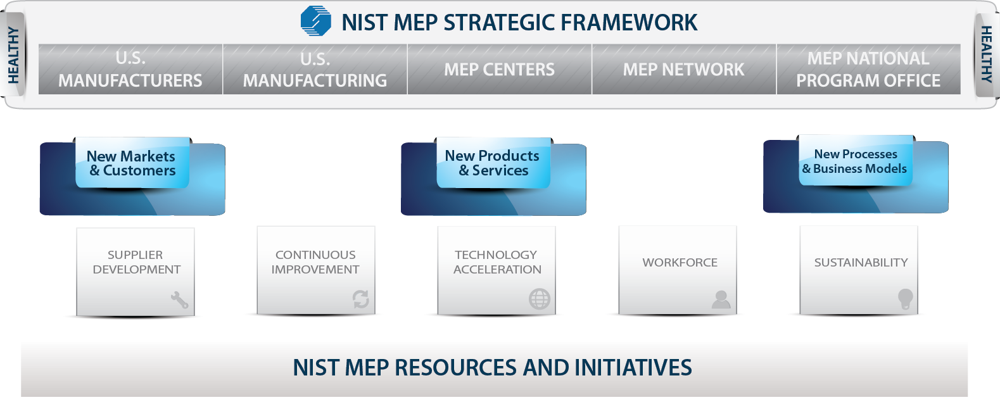 NIST MEP STRATEGIC FRAMEWORK
HEALTHY
U.S.
MANUFACTURERS
U.S.
MANUFACTURING
MEP CENTERS
MEP NETWORK
MEP NATIONAL
PROGRAM OFFICE
HEALTHY
New Markets
& Customers
New Products
& Services
New Processes
& Business Models
SUPPLIER
DEVELOPMENT
CONTINUOUS
IMPROVEMENT
TECHNOLOGY
ACCELERATION
WORKFORCE
SUSTAINABILITY
NIST MEP RESOURCES AND INITIATIVES